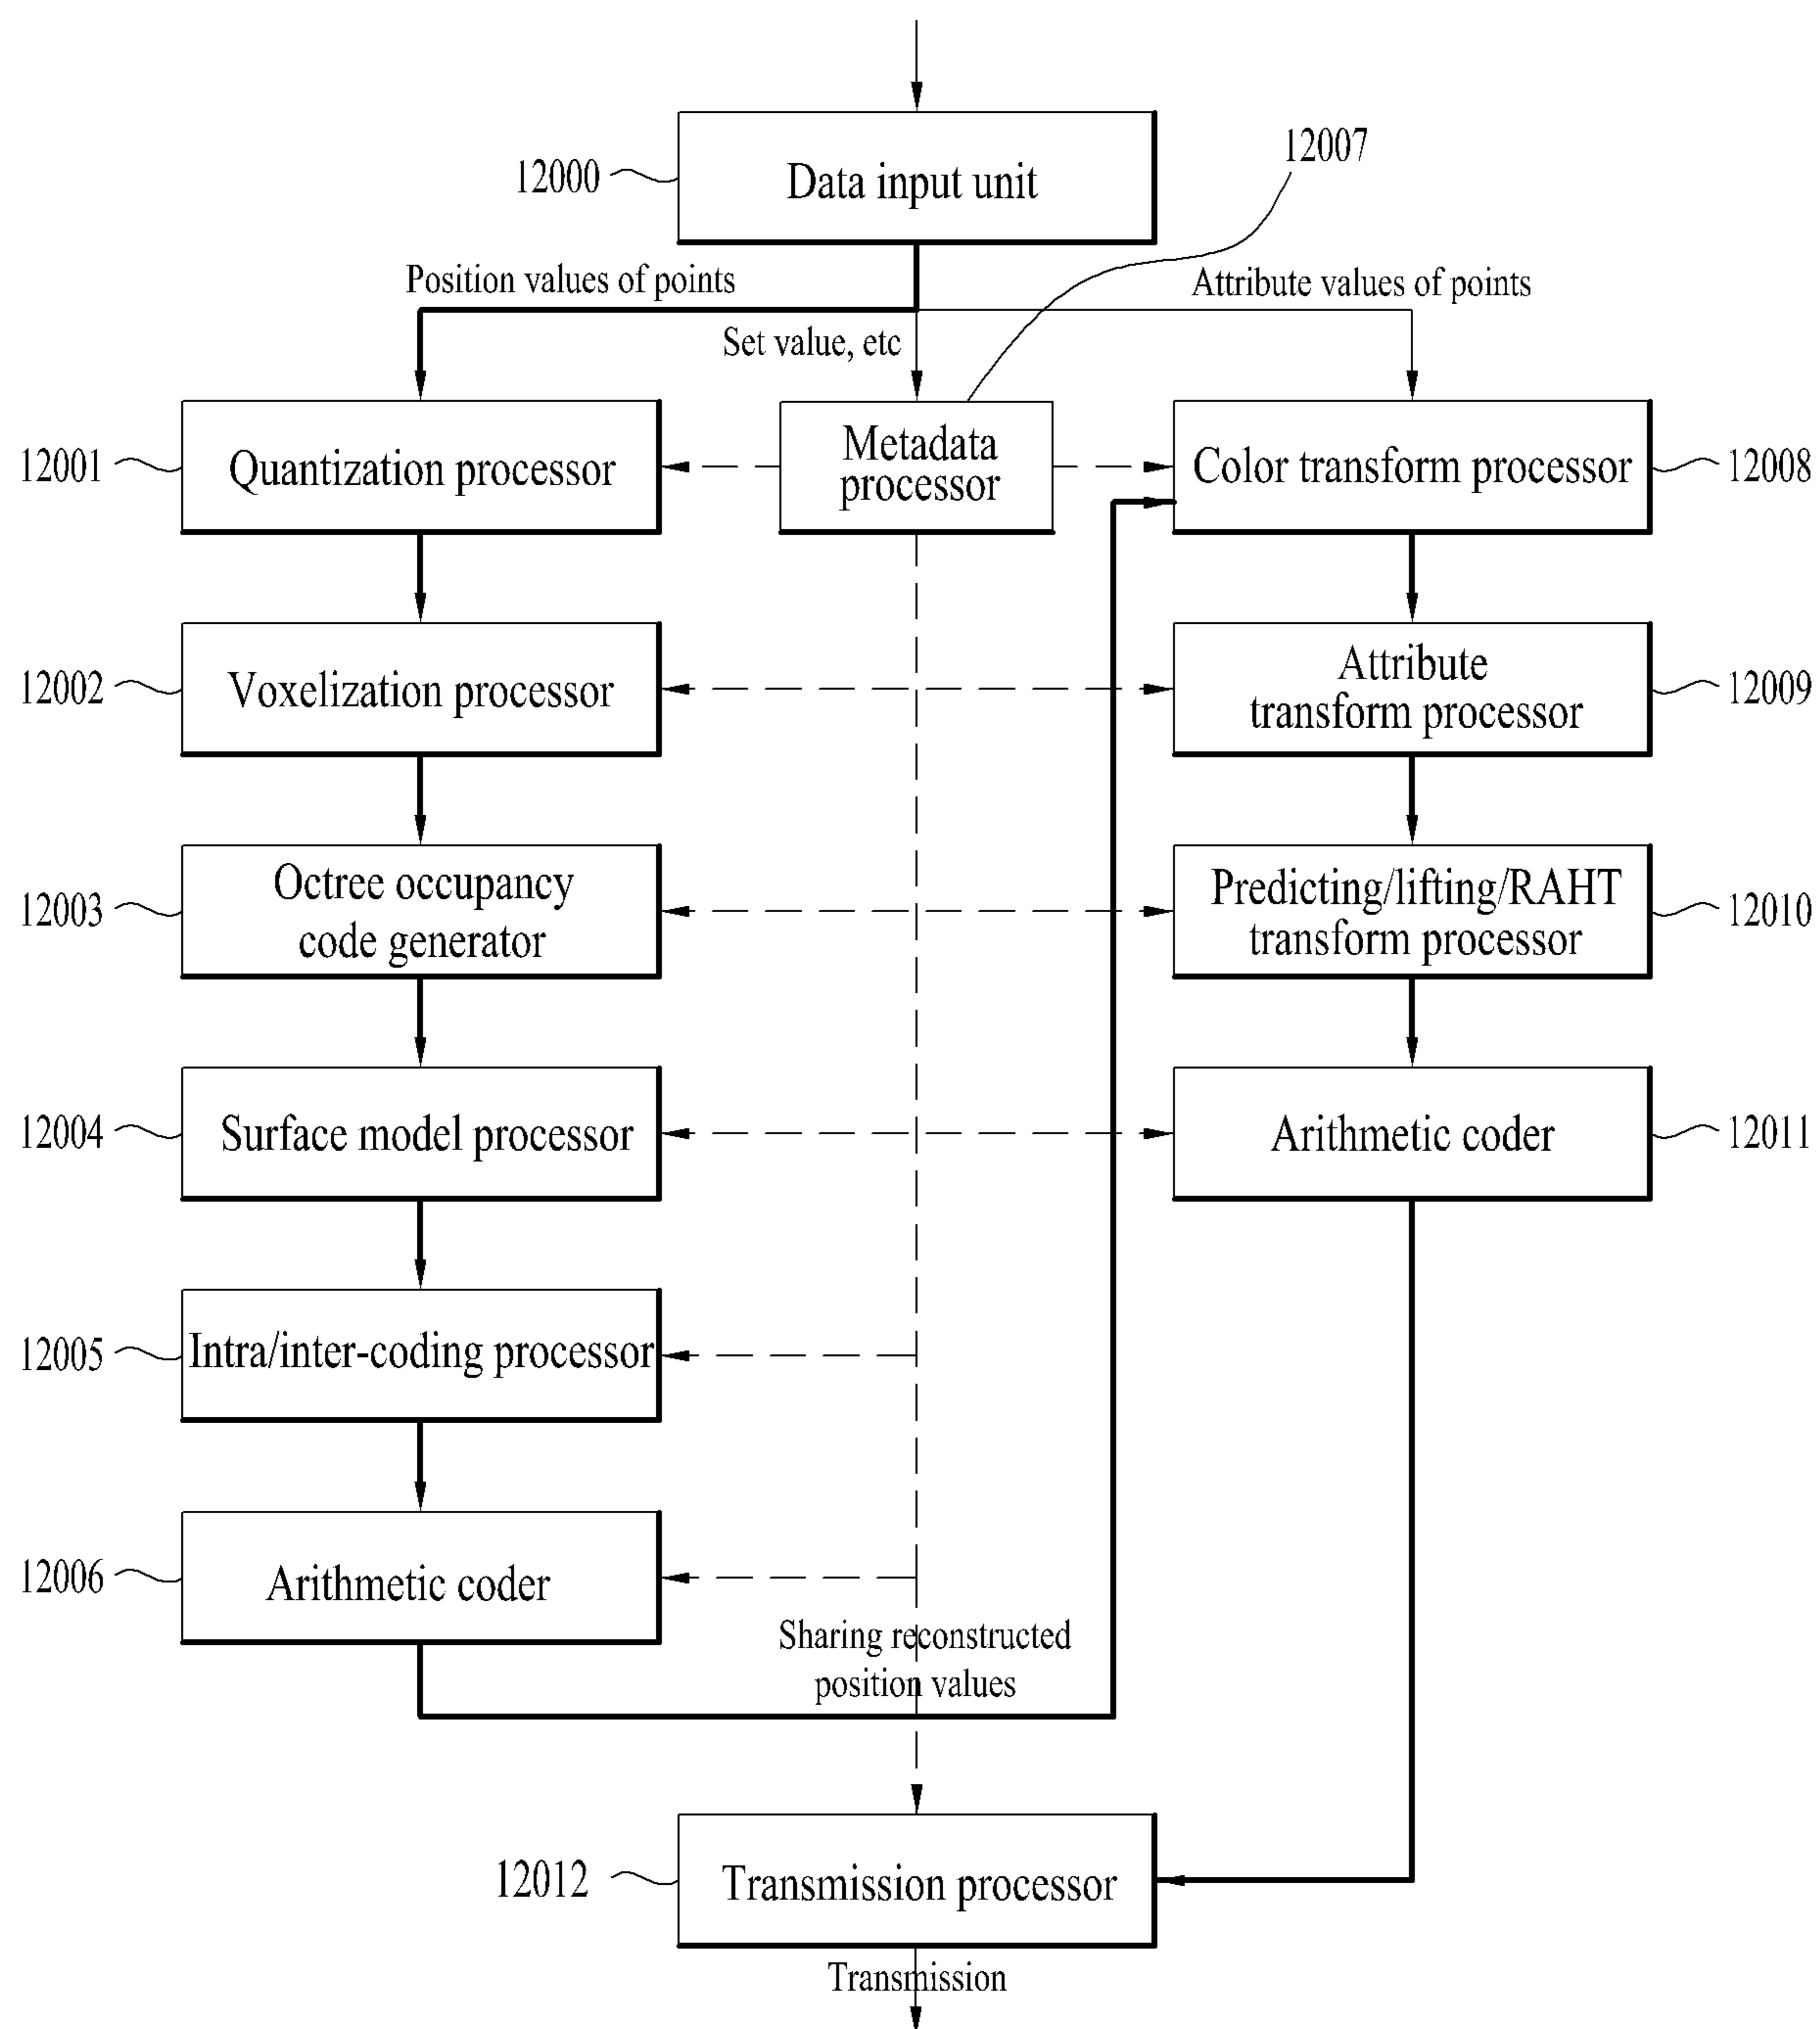 12000
Data input unit
12007
Position values of points
Set value, etc
Attribute values of points
12001
Quantization processor
Metadada
processor
Color transform processor
12008
12002
Voxelization processor
Attribute
transform processor
12009
12003
Octree occupancy
code generator
Predicting/lifting/RAHT
transform processor
12010
12004
Surface model processor
Arithmetic coder
12011
12005
Intra/inter-coding processor
12006
Arithmetic coder
Sharing reconstructed
position values
12012
Transmission processor
Transmission